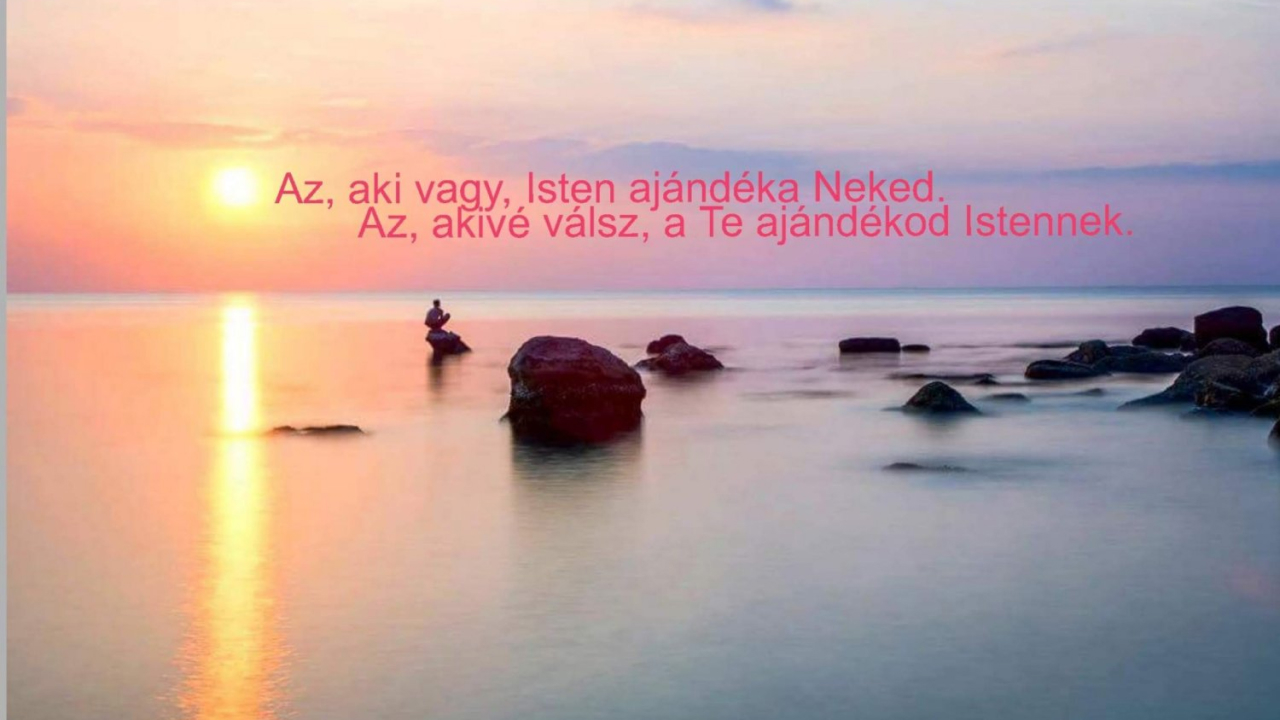 Az, aki vagy, Isten ajándéka Neked.
Az, akivé válsz, a Te ajándékod Istennek.